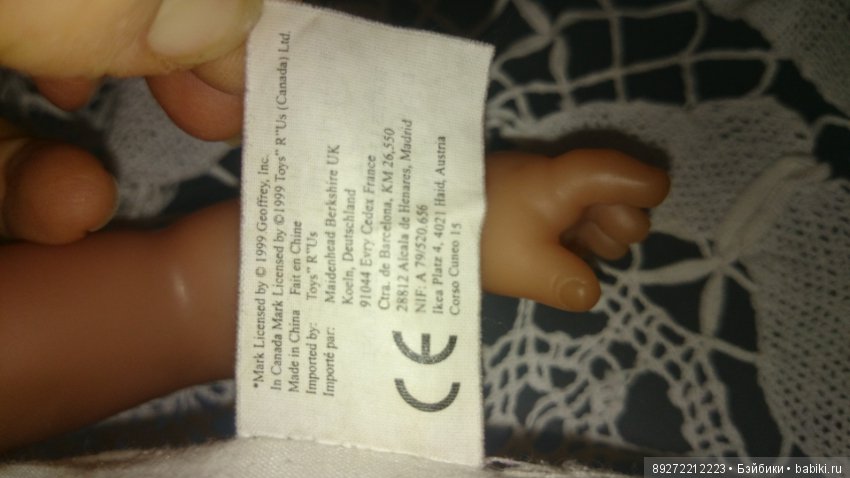 *Mark Licensed by © 1999 Geoffrey, Inc.
In Canada Mark Licensed by ©1999 Toys" R "Us (Canada) Ltd.
Made in China Fait en Chine
Imported by: Toys" R "Us
Importé par: Maidenhead Berkshire UK
Koeln, Deutschland
91044 Evry Cedex France
Ctra. de Barcelona, KM 26,550
28812 Alcala de Henares, Madrid
NIF: A 79/520.656
Ikea Platz 4, 4021 Haid, Austria
Corso Cuneo 15
CE
89272212223 • Бэйбики • babiki.ru